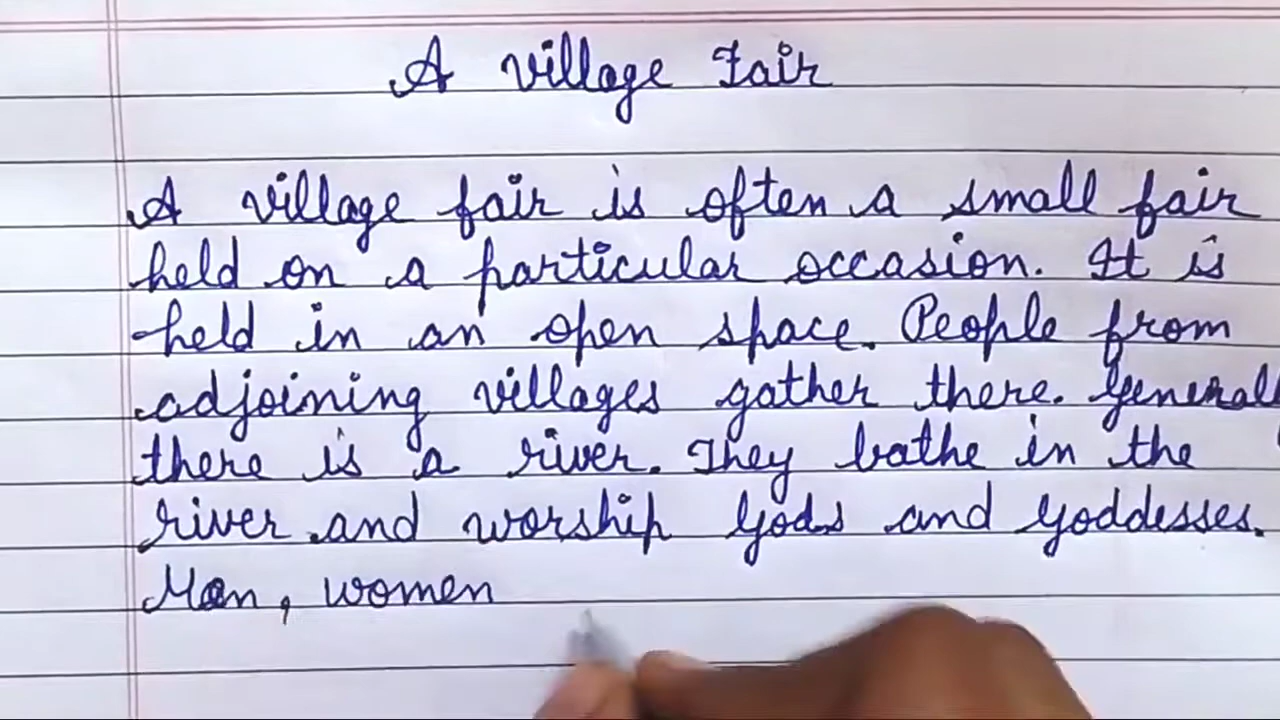 A Village Fair
A village fair is often a small fair
held on a particular occasion. It is
held in an open space. People from
adjoining villages gather there. General
there is a river. They bathe in the
river and worship Gods and Goddesses.
Men, women